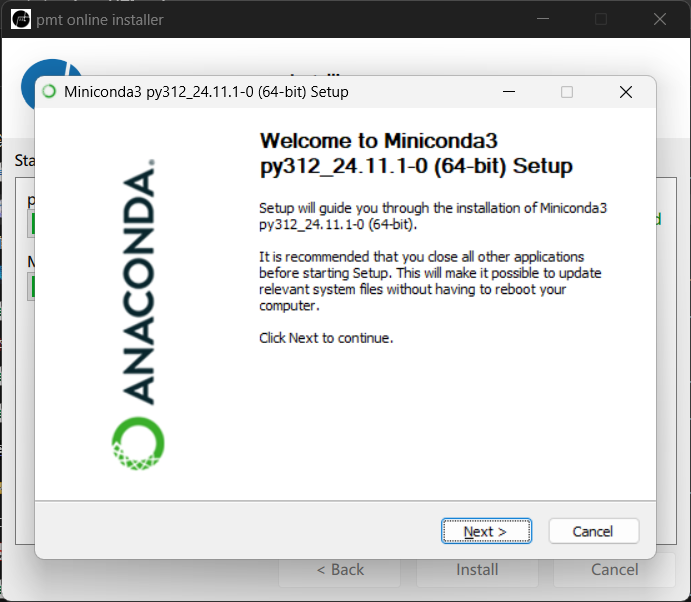 pmt online installer
Miniconda3 py312_24.11.1-0 (64-bit) Setup
Welcome to Miniconda3
py312_24.11.1-0 (64-bit) Setup
Setup will guide you through the installation of Miniconda3
py312_24.11.1-0 (64-bit).
It is recommended that you close all other applications
before starting Setup. This will make it possible to update
relevant system files without having to reboot your
computer.
Click Next to continue.
ANACONDA.
Next >
Cancel
< Back
Install
Cancel